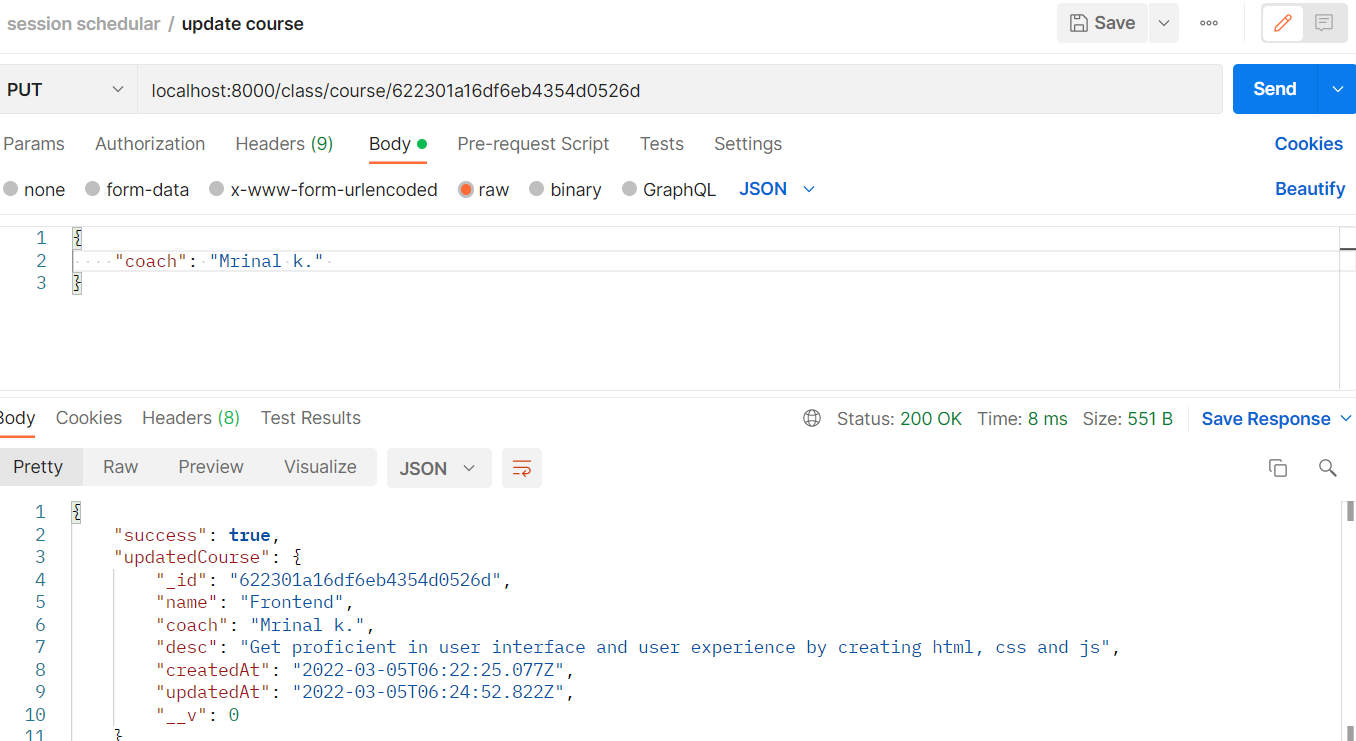 session schedular / update course
Save
PUT localhost:8000/class/course/622301a16df6eb4354d0526d Send
Params Authorization Headers (9) Body Pre-request Script Tests Settings Cookies
none form-data x-www-form-urlencoded raw binary GraphQL JSON Beautify
1 {
2 "coach": "Mrinal k."
3 }
Body Cookies Headers (8) Test Results Status: 200 OK Time: 8 ms Size: 551 B Save Response
Pretty Raw Preview Visualize JSON
1 {
2 "success": true,
3 "updatedCourse": {
4 "_id": "622301a16df6eb4354d0526d",
5 "name": "Frontend",
6 "coach": "Mrinal k.",
7 "desc": "Get proficient in user interface and user experience by creating html, css and js",
8 "createdAt": "2022-03-05T06:22:25.077Z",
9 "updatedAt": "2022-03-05T06:24:52.822Z",
10 "__v": 0
11 }